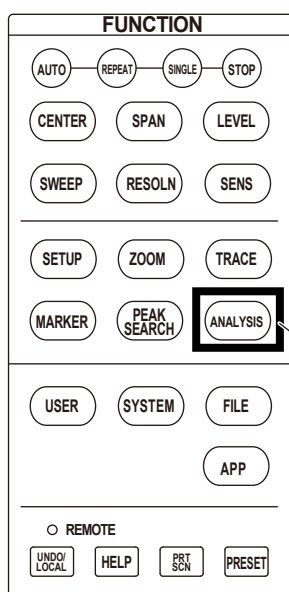 FUNCTION
AUTO REPEAT SINGLE STOP
CENTER SPAN LEVEL
SWEEP RESOLN SENS
SETUP ZOOM TRACE
MARKER PEAK SEARCH ANALYSIS
USER SYSTEM FILE
APP
REMOTE
UNDO/ LOCAL HELP PRT SCN PRESET